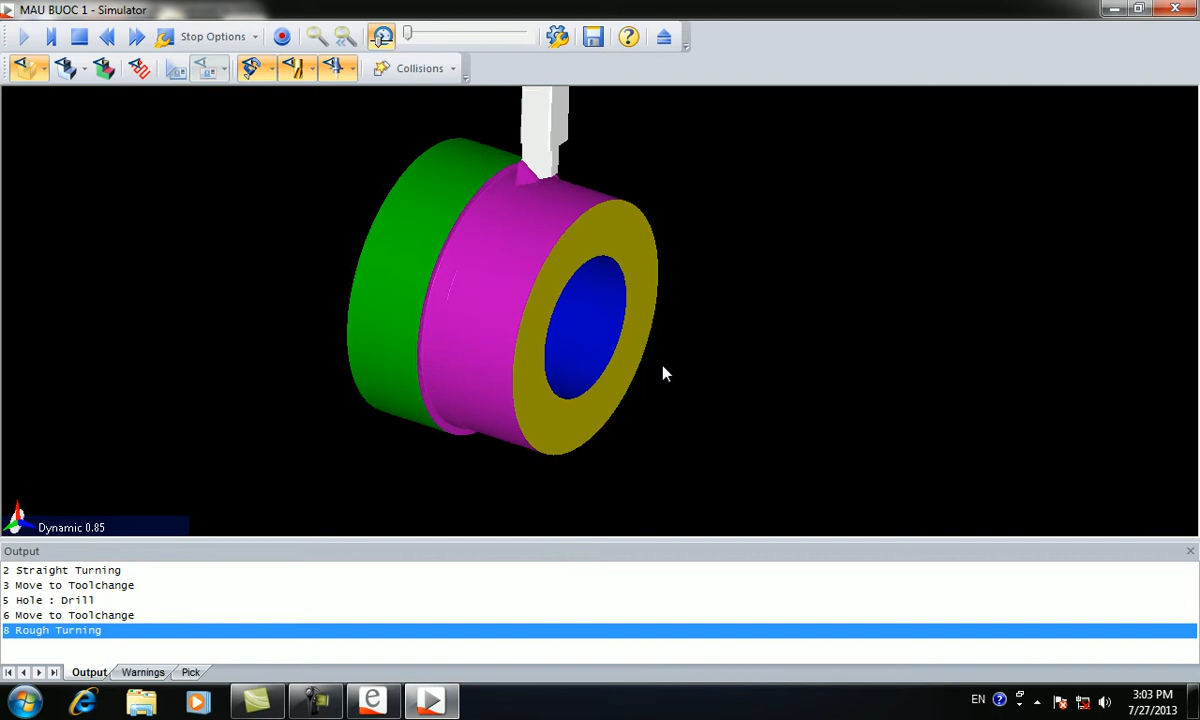 MAU BUOC 1 - Simulator
Stop Options
Collisions
Dynamic 0.85
Output
2 Straight Turning
3 Move to Toolchange
5 Hole : Drill
6 Move to Toolchange
8 Rough Turning
Output Warnings Pick
EN 3:03 PM
7/27/2013